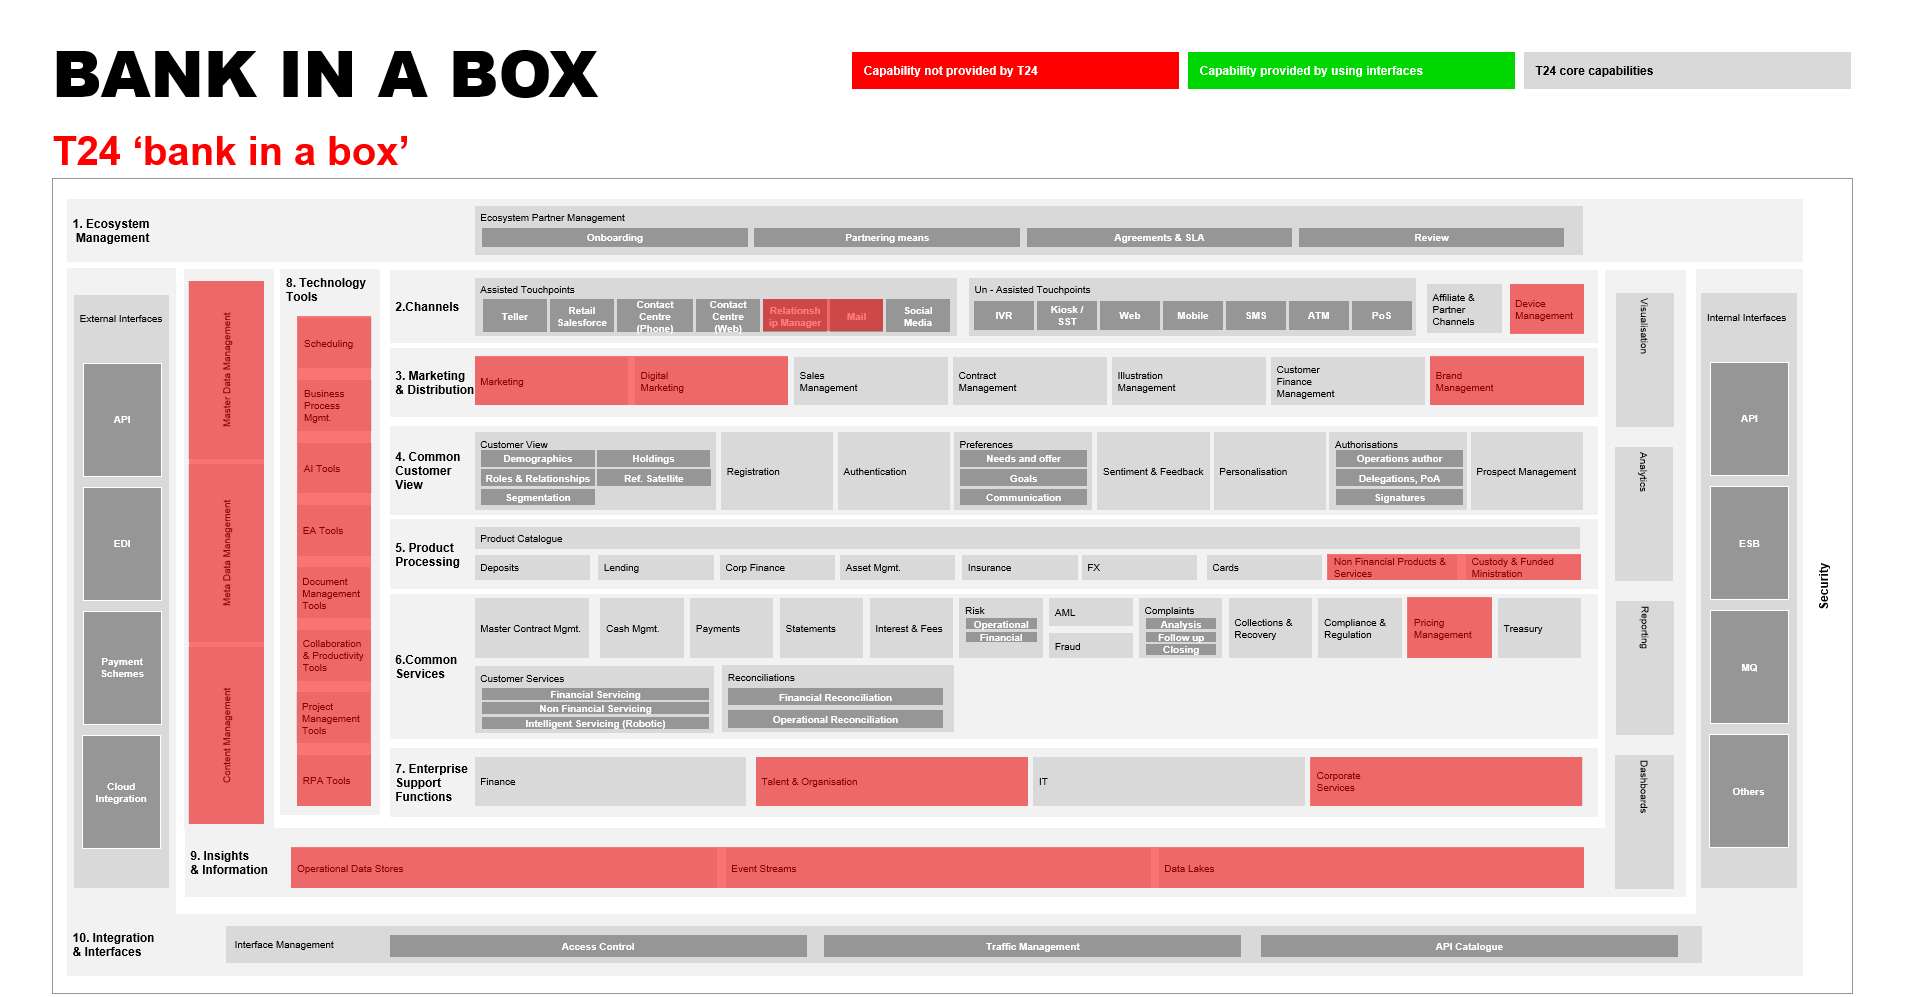 BANK IN A BOX
Capability not provided by T24
Capability provided by using interfaces
T24 core capabilities
T24 ‘bank in a box’
1. Ecosystem
Management
Ecosystem Partner Management
Onboarding
Partnering means
Agreements & SLA
Review
External Interfaces
API
EDI
Payment
Schemes
Cloud
Integration
Master Data Management
Meta Data Management
Content Management
8. Technology
Tools
Scheduling
Business
Process
Mgmt.
AI Tools
EA Tools
Document
Management
Tools
Collaboration
& Productivity
Tools
Project
Management
Tools
RPA Tools
2.Channels
Assisted Touchpoints
Teller
Retail
Salesforce
Contact
Centre
(Phone)
Contact
Centre
(Web)
Relationsh
ip Manager
Mail
Social
Media
Un - Assisted Touchpoints
IVR
Kiosk /
SST
Web
Mobile
SMS
ATM
PoS
Affiliate &
Partner
Channels
Device
Management
3. Marketing
& Distribution
Marketing
Digital
Marketing
Sales
Management
Contract
Management
Illustration
Management
Customer
Finance
Management
Brand
Management
4. Common
Customer
View
Customer View
Demographics
Holdings
Roles & Relationships
Ref. Satellite
Segmentation
Registration
Authentication
Preferences
Needs and offer
Goals
Communication
Sentiment & Feedback
Personalisation
Authorisations
Operations author
Delegations, PoA
Signatures
Prospect Management
5. Product
Processing
Product Catalogue
Deposits
Lending
Corp Finance
Asset Mgmt.
Insurance
FX
Cards
Non Financial Products &
Services
Custody & Funded
Ministration
6.Common
Services
Master Contract Mgmt.
Cash Mgmt.
Payments
Statements
Interest & Fees
Risk
Operational
Financial
AML
Fraud
Complaints
Analysis
Follow up
Closing
Collections &
Recovery
Compliance &
Regulation
Pricing
Management
Treasury
Customer Services
Financial Servicing
Non Financial Servicing
Intelligent Servicing (Robotic)
Reconciliations
Financial Reconciliation
Operational Reconciliation
7. Enterprise
Support
Functions
Finance
Talent & Organisation
IT
Corporate
Services
Visualisation
Analytics
Reporting
Dashboards
Internal Interfaces
API
ESB
MQ
Others
Security
9. Insights
& Information
Operational Data Stores
Event Streams
Data Lakes
10. Integration
& Interfaces
Interface Management
Access Control
Traffic Management
API Catalogue